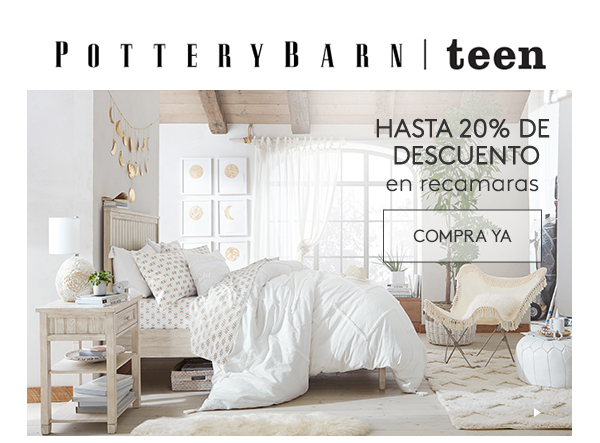 POTTERYBARN | teen
HASTA 20% DE
DESCUENTO
en recamaras
COMPRA YA